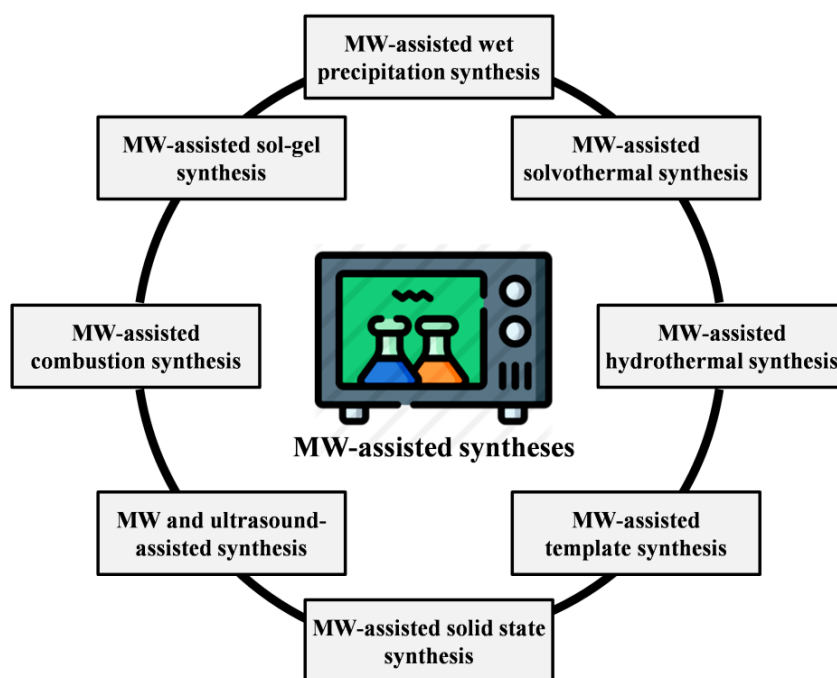 MW-assisted wet
precipitation synthesis
MW-assisted sol-gel
synthesis
MW-assisted
solvothermal synthesis
MW-assisted
combustion synthesis
MW-assisted
hydrothermal synthesis
MW-assisted syntheses
MW and ultrasound-
assisted synthesis
MW-assisted
template synthesis
MW-assisted solid state
synthesis